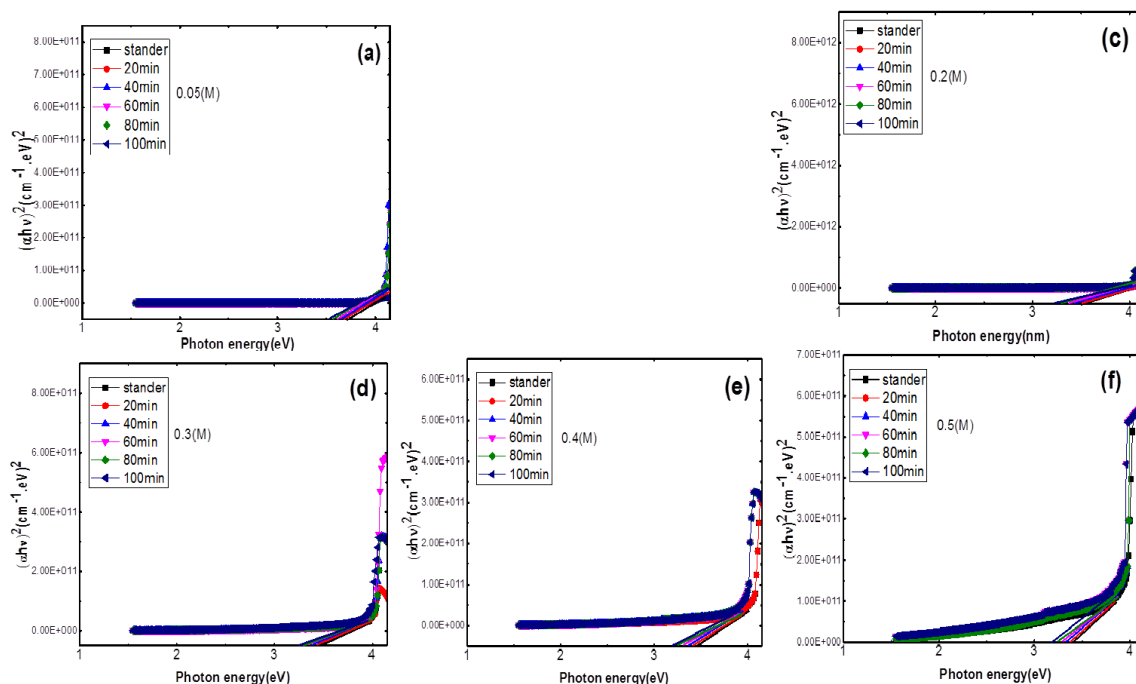 (a)
stander
20min
40min
60min
80min
100min
0.05(M)
8.00E+011
7.00E+011
6.00E+011
5.00E+011
4.00E+011
3.00E+011
2.00E+011
1.00E+011
0.00E+000
(αhν)²(cm⁻¹.eV)²
1 2 3 4
Photon energy(eV)
(c)
stander
20min
40min
60min
80min
100min
0.2(M)
8.00E+012
6.00E+012
4.00E+012
2.00E+012
0.00E+000
(αhν)²(cm⁻¹.eV)²
1 2 3 4
Photon energy(nm)
(d)
stander
20min
40min
60min
80min
100min
0.3(M)
8.00E+011
6.00E+011
4.00E+011
2.00E+011
0.00E+000
(αhν)²(cm⁻¹.eV)²
1 2 3 4
Photon energy(eV)
(e)
stander
20min
40min
60min
80min
100min
0.4(M)
6.00E+011
5.00E+011
4.00E+011
3.00E+011
2.00E+011
1.00E+011
0.00E+000
(αhν)²(cm⁻¹.eV)²
1 2 3 4
Photon energy(eV)
(f)
stander
20min
40min
60min
80min
100min
0.5(M)
7.00E+011
6.00E+011
5.00E+011
4.00E+011
3.00E+011
2.00E+011
1.00E+011
0.00E+000
(αhν)²(cm⁻¹.eV)²
1 2 3 4
Photon energy(eV)